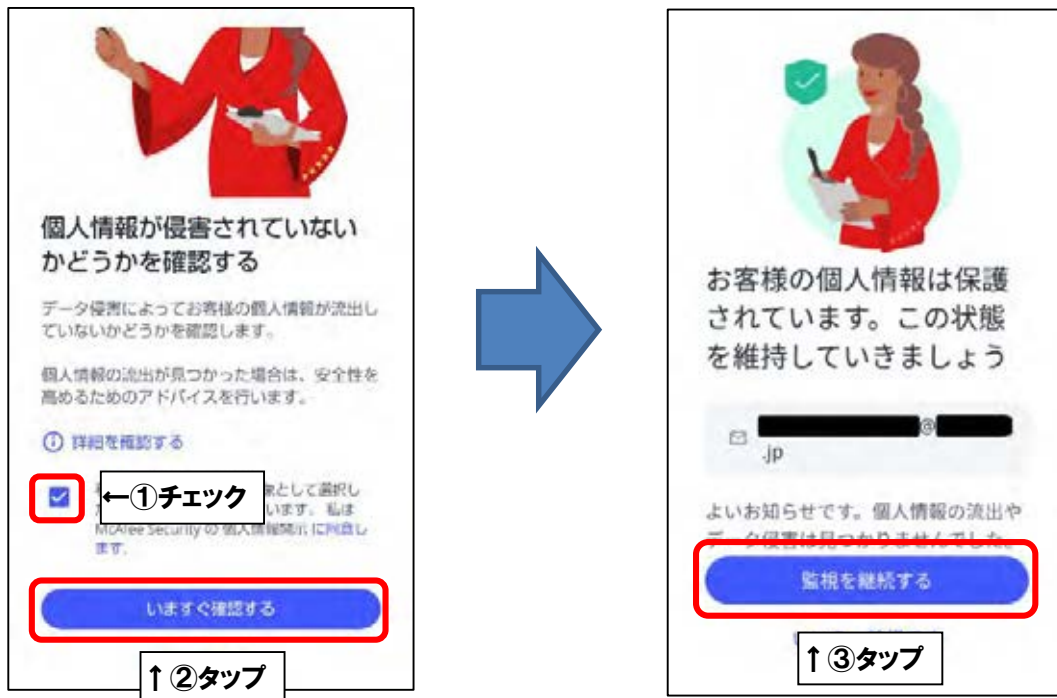 個人情報が侵害されていない
かどうかを確認する
データ侵害によってお客様の個人情報が流出し
ていないかどうかを確認します。
個人情報の流出が見つかった場合は、安全性を
高めるためのアドバイスを行います。
詳細を確認する
←①チェック
象として選択し
います。 私は
McAfee Security の 個人情報開示 に同意し
ます。
いますぐ確認する
↑②タップ
お客様の個人情報は保護
されています。この状態
を維持していきましょう
@
.jp
よいお知らせです。個人情報の流出や
データ侵害は見つかりませんでした。
監視を継続する
↑③タップ